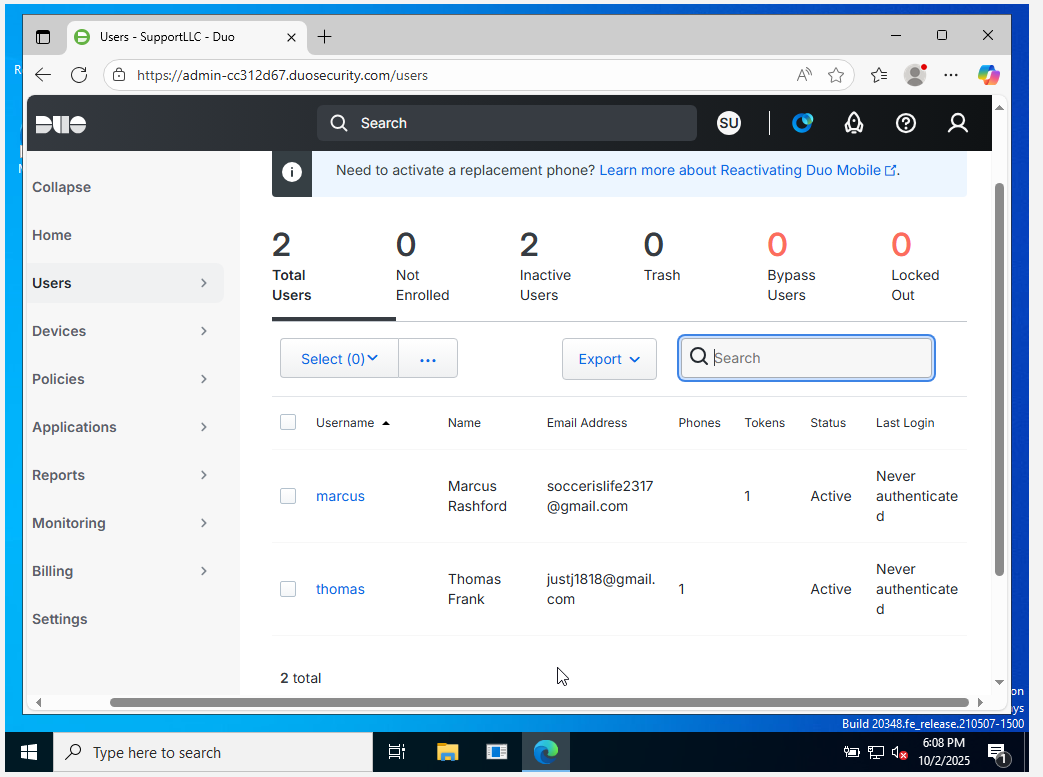 Users - SupportLLC - Duo
https://admin-cc312d67.duosecurity.com/users
DUO
Search
SU
Collapse
Home
Users
Devices
Policies
Applications
Reports
Monitoring
Billing
Settings
Need to activate a replacement phone? Learn more about Reactivating Duo Mobile.
2 0 2 0 0 0
Total Users
Not Enrolled
Inactive Users
Trash
Bypass Users
Locked Out
Select (0)
...
Export
Search
Username Name Email Address Phones Tokens Status Last Login
marcus
Marcus
Rashford
soccerislife2317
@gmail.com
1
Active
Never
authenticate
d
thomas
Thomas
Frank
justj1818@gmail.
com
1
Active
Never
authenticate
d
2 total
Build 20348.fe_release.210507-1500
Type here to search
6:08 PM
10/2/2025
1